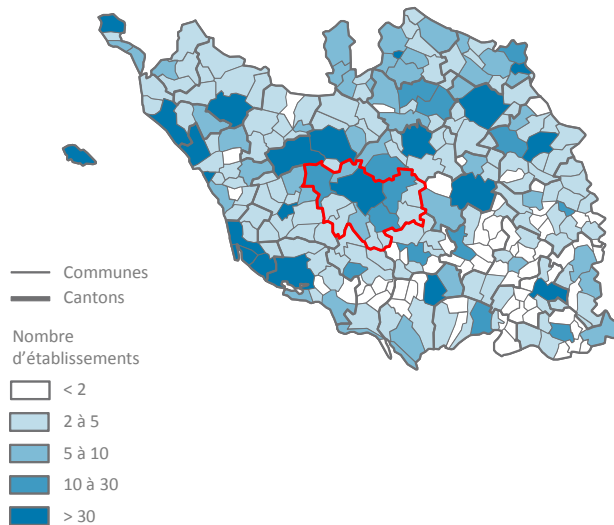 Communes
Cantons
Nombre
d'établissements
< 2
2 à 5
5 à 10
10 à 30
> 30